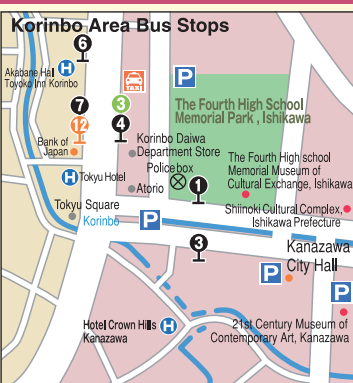 Korinbo Area Bus Stops
6
Akabane Hall
Toyoko Inn Korinbo
H
TAXI
P
7
3
12
4
The Fourth High School
Memorial Park , Ishikawa
Bank of
Japan
Korinbo Daiwa
Department Store
Police box
The Fourth High school
Memorial Museum of
Cultural Exchange, Ishikawa
H
Tokyu Hotel
Atorio
1
Tokyu Square
Korinbo
P
Shiinoki Cultural Complex,
Ishikawa Prefecture
3
Kanazawa
City Hall
P
P
Hotel Crown Hills
Kanazawa
H
21st Century Museum of
Contemporary Art, Kanazawa